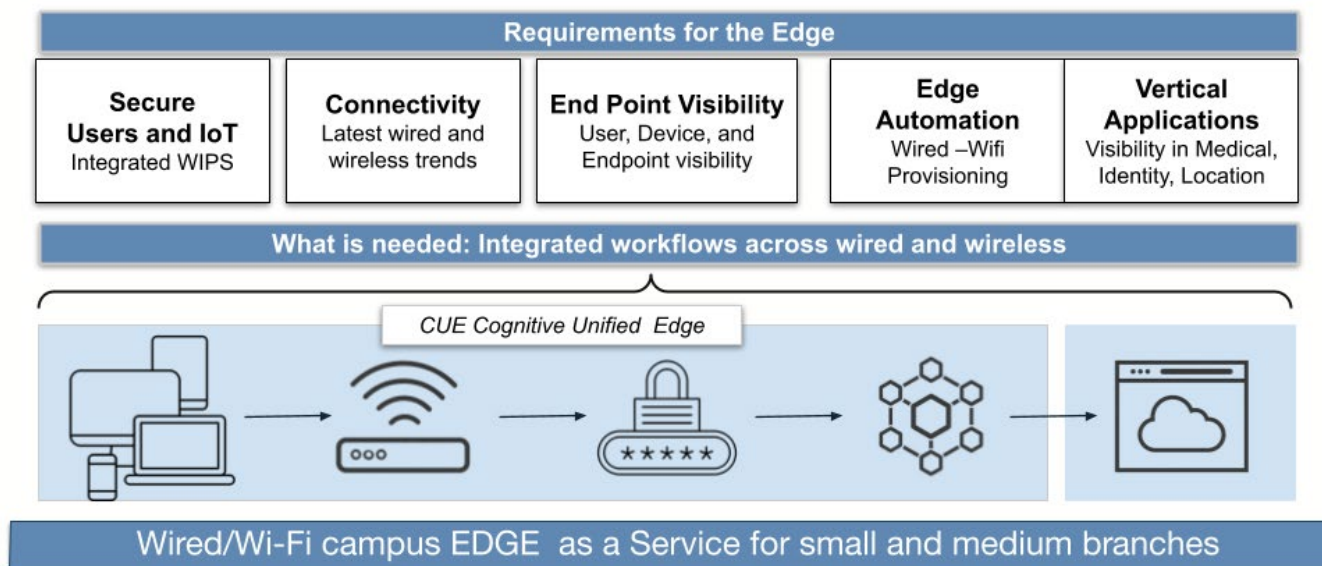 Requirements for the Edge
Secure
Users and IoT
Integrated WIPS
Connectivity
Latest wired and
wireless trends
End Point Visibility
User, Device, and
Endpoint visibility
Edge
Automation
Wired –Wifi
Provisioning
Vertical
Applications
Visibility in Medical,
Identity, Location
What is needed: Integrated workflows across wired and wireless
CUE Cognitive Unified Edge
*****
Wired/Wi-Fi campus EDGE as a Service for small and medium branches